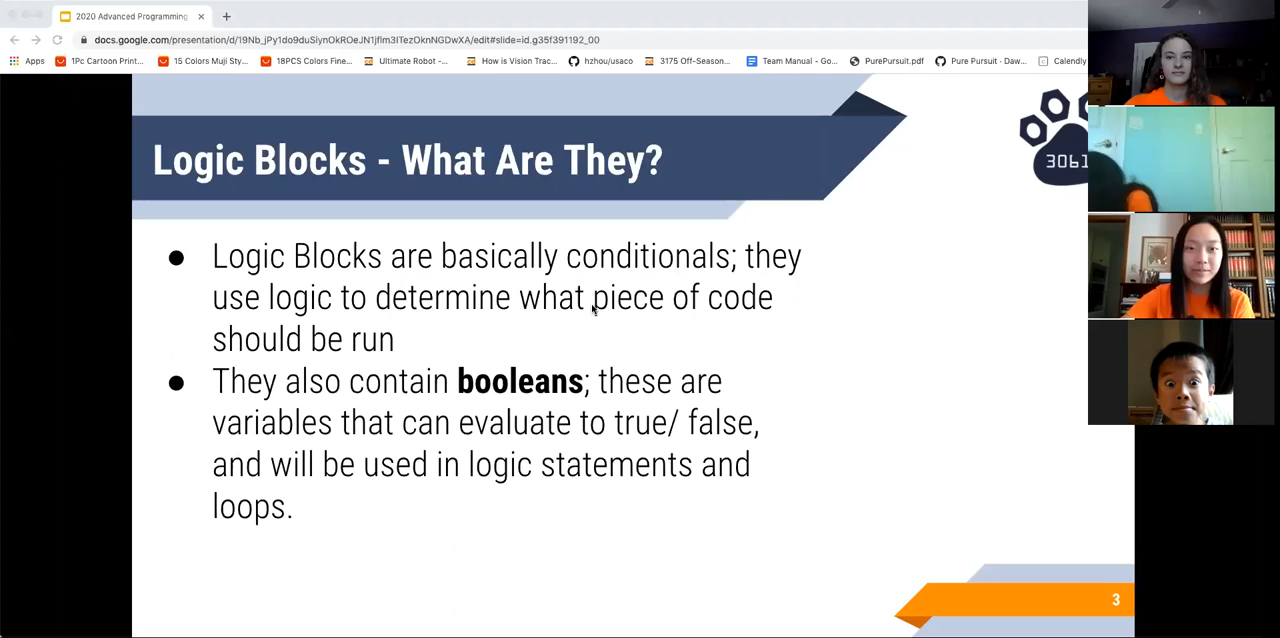 2020 Advanced Programming
docs.google.com/presentation/d/19Nb_jPy1do9duSiynOkROeJN1jflm3ITezOknNGDwXA/edit#slide=id.g35f391192_00
Apps 1Pc Cartoon Print... 15 Colors Muji Sty... 18PCS Colors Fine... Ultimate Robot -... How is Vision Trac... hzhou/usaco 3175 Off-Season... Team Manual - Go... PurePursuit.pdf Pure Pursuit - Daw... Calendly
Logic Blocks - What Are They?
3061
● Logic Blocks are basically conditionals; they
use logic to determine what piece of code
should be run
● They also contain booleans; these are
variables that can evaluate to true/ false,
and will be used in logic statements and
loops.
3